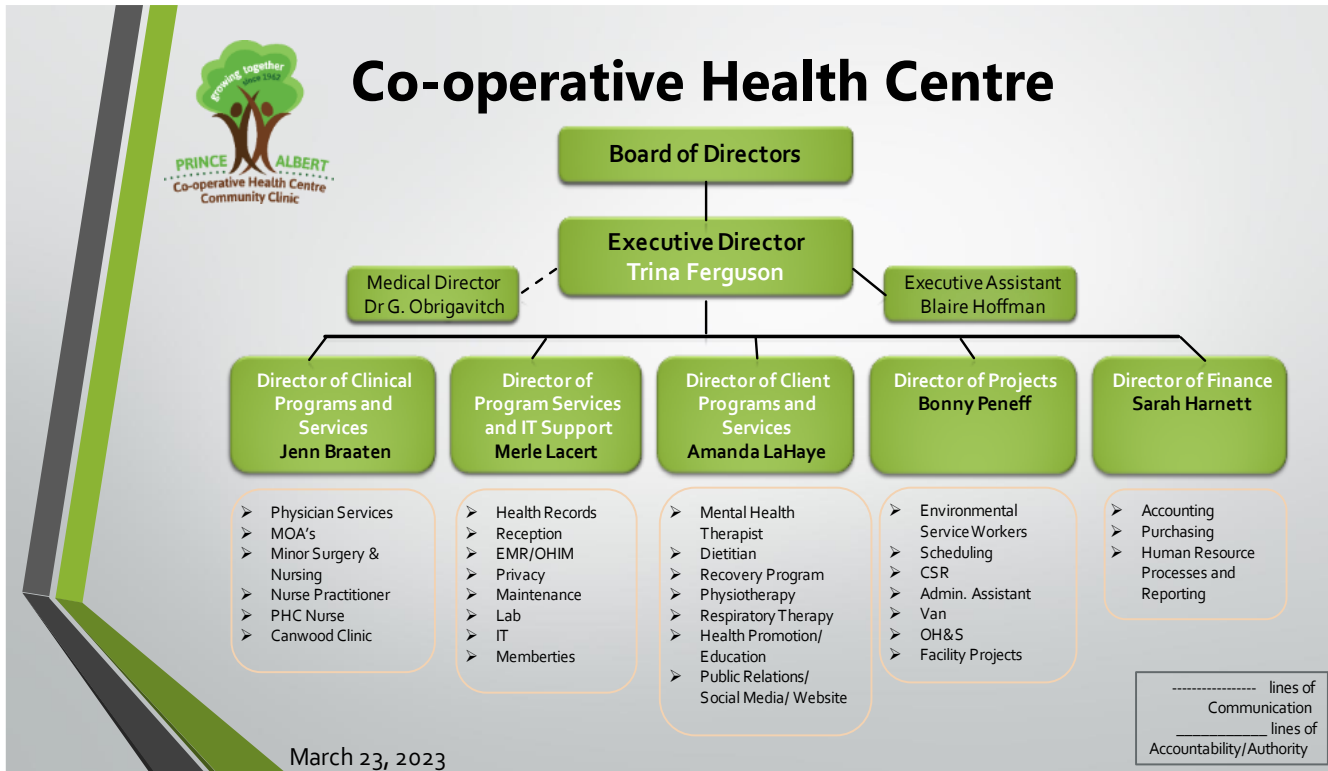 growing together
since 1962
PRINCE ALBERT
Co-operative Health Centre
Community Clinic
Co-operative Health Centre
Board of Directors
Executive Director
Trina Ferguson
Medical Director
Dr G. Obrigavitch
Executive Assistant
Blaire Hoffman
Director of Clinical
Programs and
Services
Jenn Braaten
Director of
Program Services
and IT Support
Merle Lacert
Director of Client
Programs and
Services
Amanda LaHaye
Director of Projects
Bonny Peneff
Director of Finance
Sarah Harnett
➢ Physician Services
➢ MOA's
➢ Minor Surgery &
Nursing
➢ Nurse Practitioner
➢ PHC Nurse
➢ Canwood Clinic
➢ Health Records
➢ Reception
➢ EMR/OHIM
➢ Privacy
➢ Maintenance
➢ Lab
➢ IT
➢ Memberties
➢ Mental Health
Therapist
➢ Dietitian
➢ Recovery Program
➢ Physiotherapy
➢ Respiratory Therapy
➢ Health Promotion/
Education
➢ Public Relations/
Social Media/ Website
➢ Environmental
Service Workers
➢ Scheduling
➢ CSR
➢ Admin. Assistant
➢ Van
➢ OH&S
➢ Facility Projects
➢ Accounting
➢ Purchasing
➢ Human Resource
Processes and
Reporting
----------------- lines of
Communication
____________ lines of
Accountability/Authority
March 23, 2023